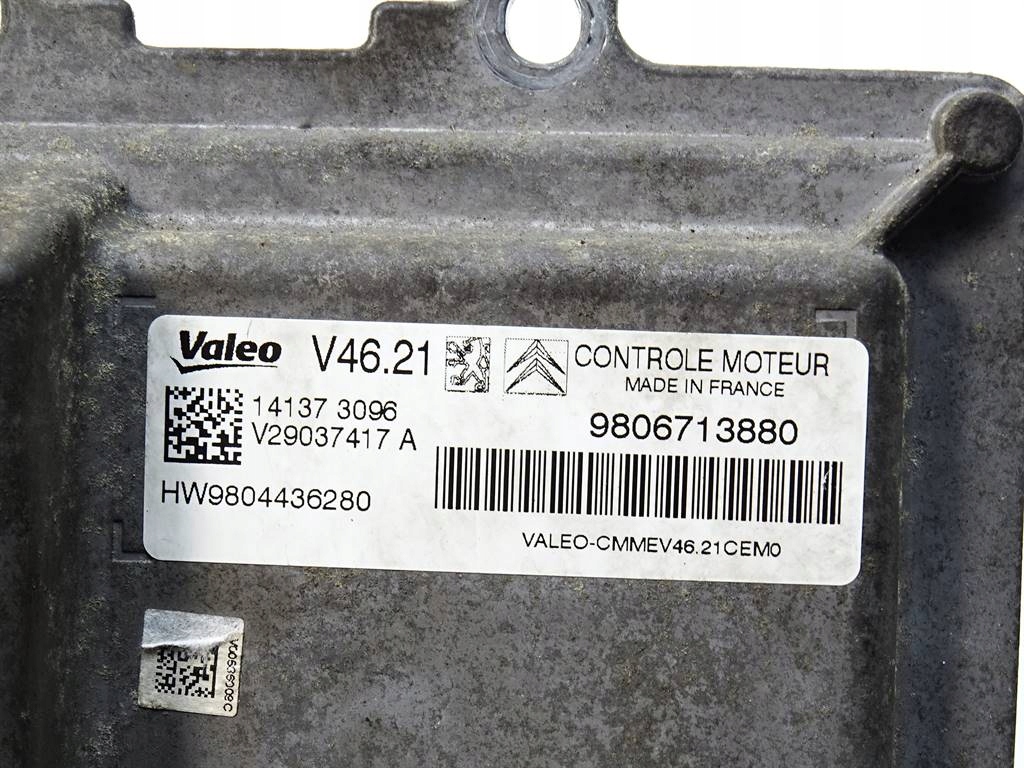 Valeo V46.21 CONTROLE MOTEUR
MADE IN FRANCE
14137 3096
V29037417 A
9806713880
HW9804436280
VALEO-CMMEV46.21CEM0